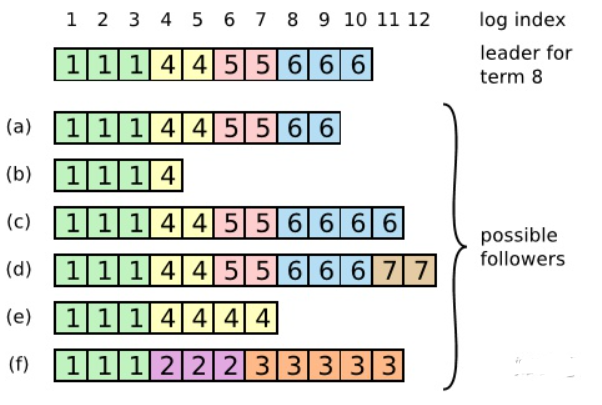 1 2 3 4 5 6 7 8 9 10 11 12 log index
1 1 1 4 4 5 5 6 6 6 leader for
term 8
(a) 1 1 1 4 4 5 5 6 6
(b) 1 1 1 4
(c) 1 1 1 4 4 5 5 6 6 6 6
(d) 1 1 1 4 4 5 5 6 6 6 7 7
possible
followers
(e) 1 1 1 4 4 4 4
(f) 1 1 1 2 2 2 3 3 3 3 3